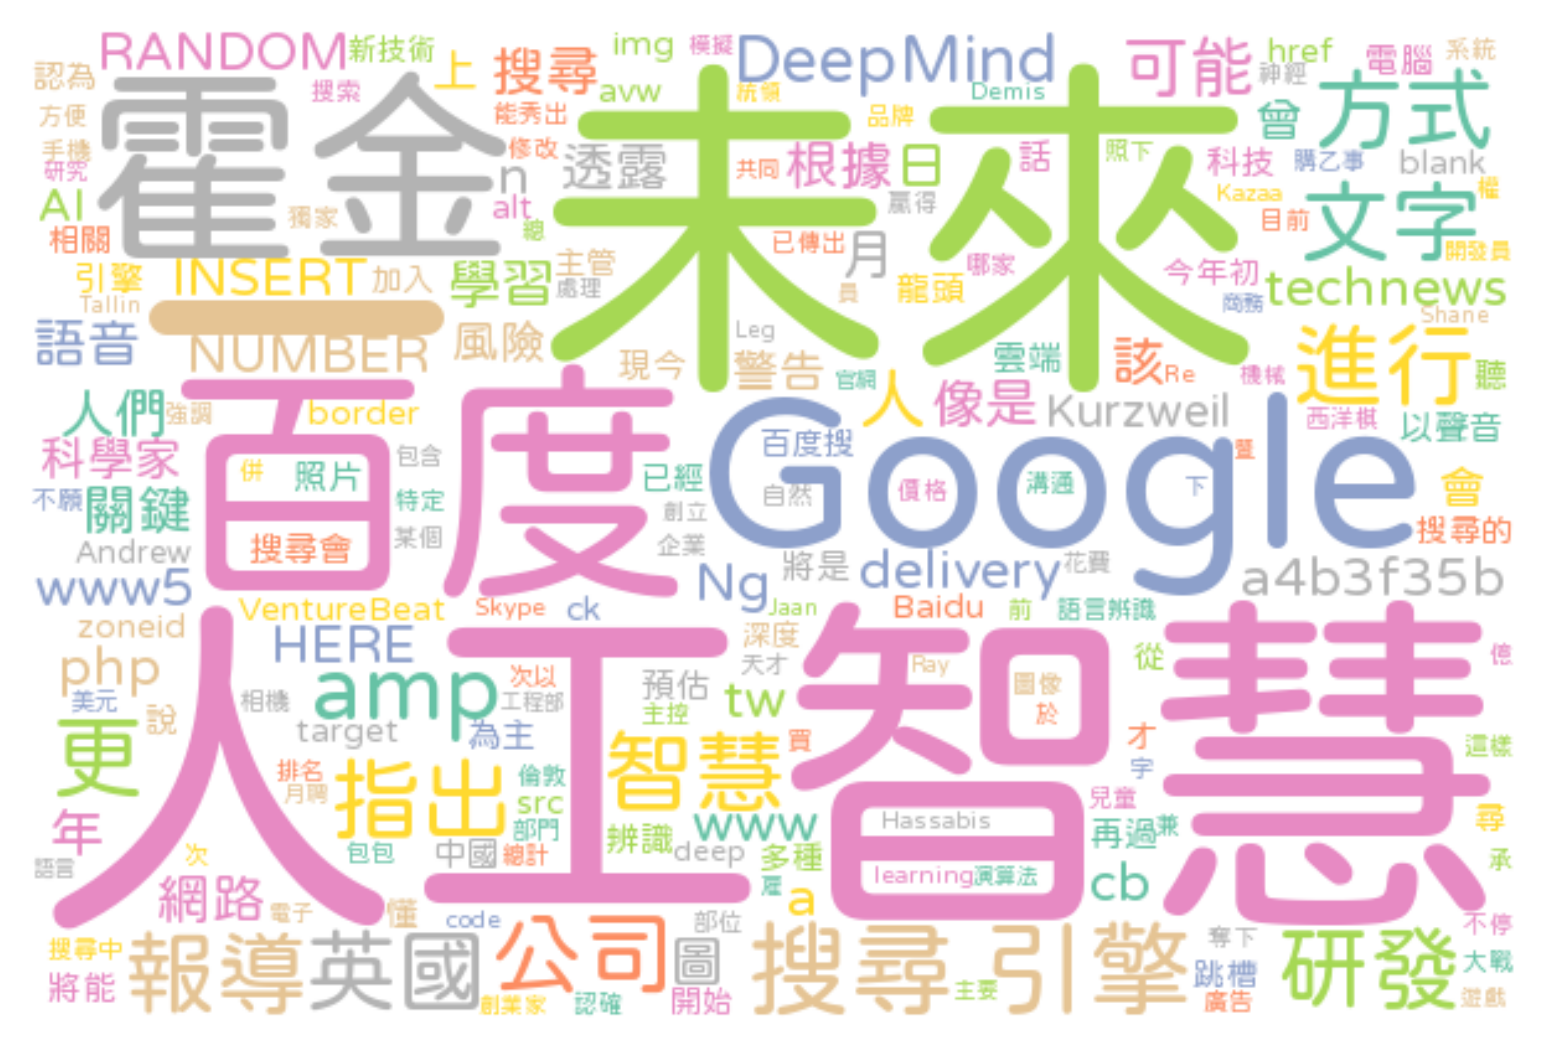 RANDOM 新技術 img 模擬 DeepMind 可能 href 電腦 系統
認為 搜索 上 搜尋 avw 統領 Demis 神經
方便 霍金 能秀出 未來 品牌 曾 方式
手機 修改 透露 共同 根據 日 話 照下 科技 購乙事 blank
研究 n Kazaa 權
AI 獨家 alt 贏得 文字
相關 總 已傳出 月 目前 開發員
引擎 INSERT 加入 學習 主管 哪家 今年初
Tallin 處理 員 龍頭 商務 technews
語音 一 Leg Shane
NUMBER 風險 現今 警告 官網 雲端 該 Re 機械 進行 聽
人們 強調 border 人 像是 Kurzweil 西洋棋 以聲音
科學家 百度 包含 百度搜 Google
併 照片 已經 自然 價格 溝通 下 會
不願 關鍵 特定 創立
Andrew 搜尋會 某個 企業 搜尋的
www5 Ng 將是 delivery 花費 a4b3f35b
VentureBeat Skype ck Jaan Baidu 前 語言辨識
zoneid HERE 深度 從
php 次以 天才 Ray
美元 相機 amp 工程部 預估 tw 圖像
說 target 為主 主控 於
更 人工智慧 買 才 這樣
排名 指出 倫敦 智慧 字
月聘 src 兒童
年 部門 辨識 www Hassabis 再過 兼 尋
語言 次 包包 中國 總計 deep 多種 承
網路 雇 learning 演算法 cb
電子 懂 code a
搜尋中 報導 英國 公司 部位 搜尋引擎 奪下 研發 不停
將能 圖 跳槽 大戰
創業家 認確 開始 主要 廣告 遊戲